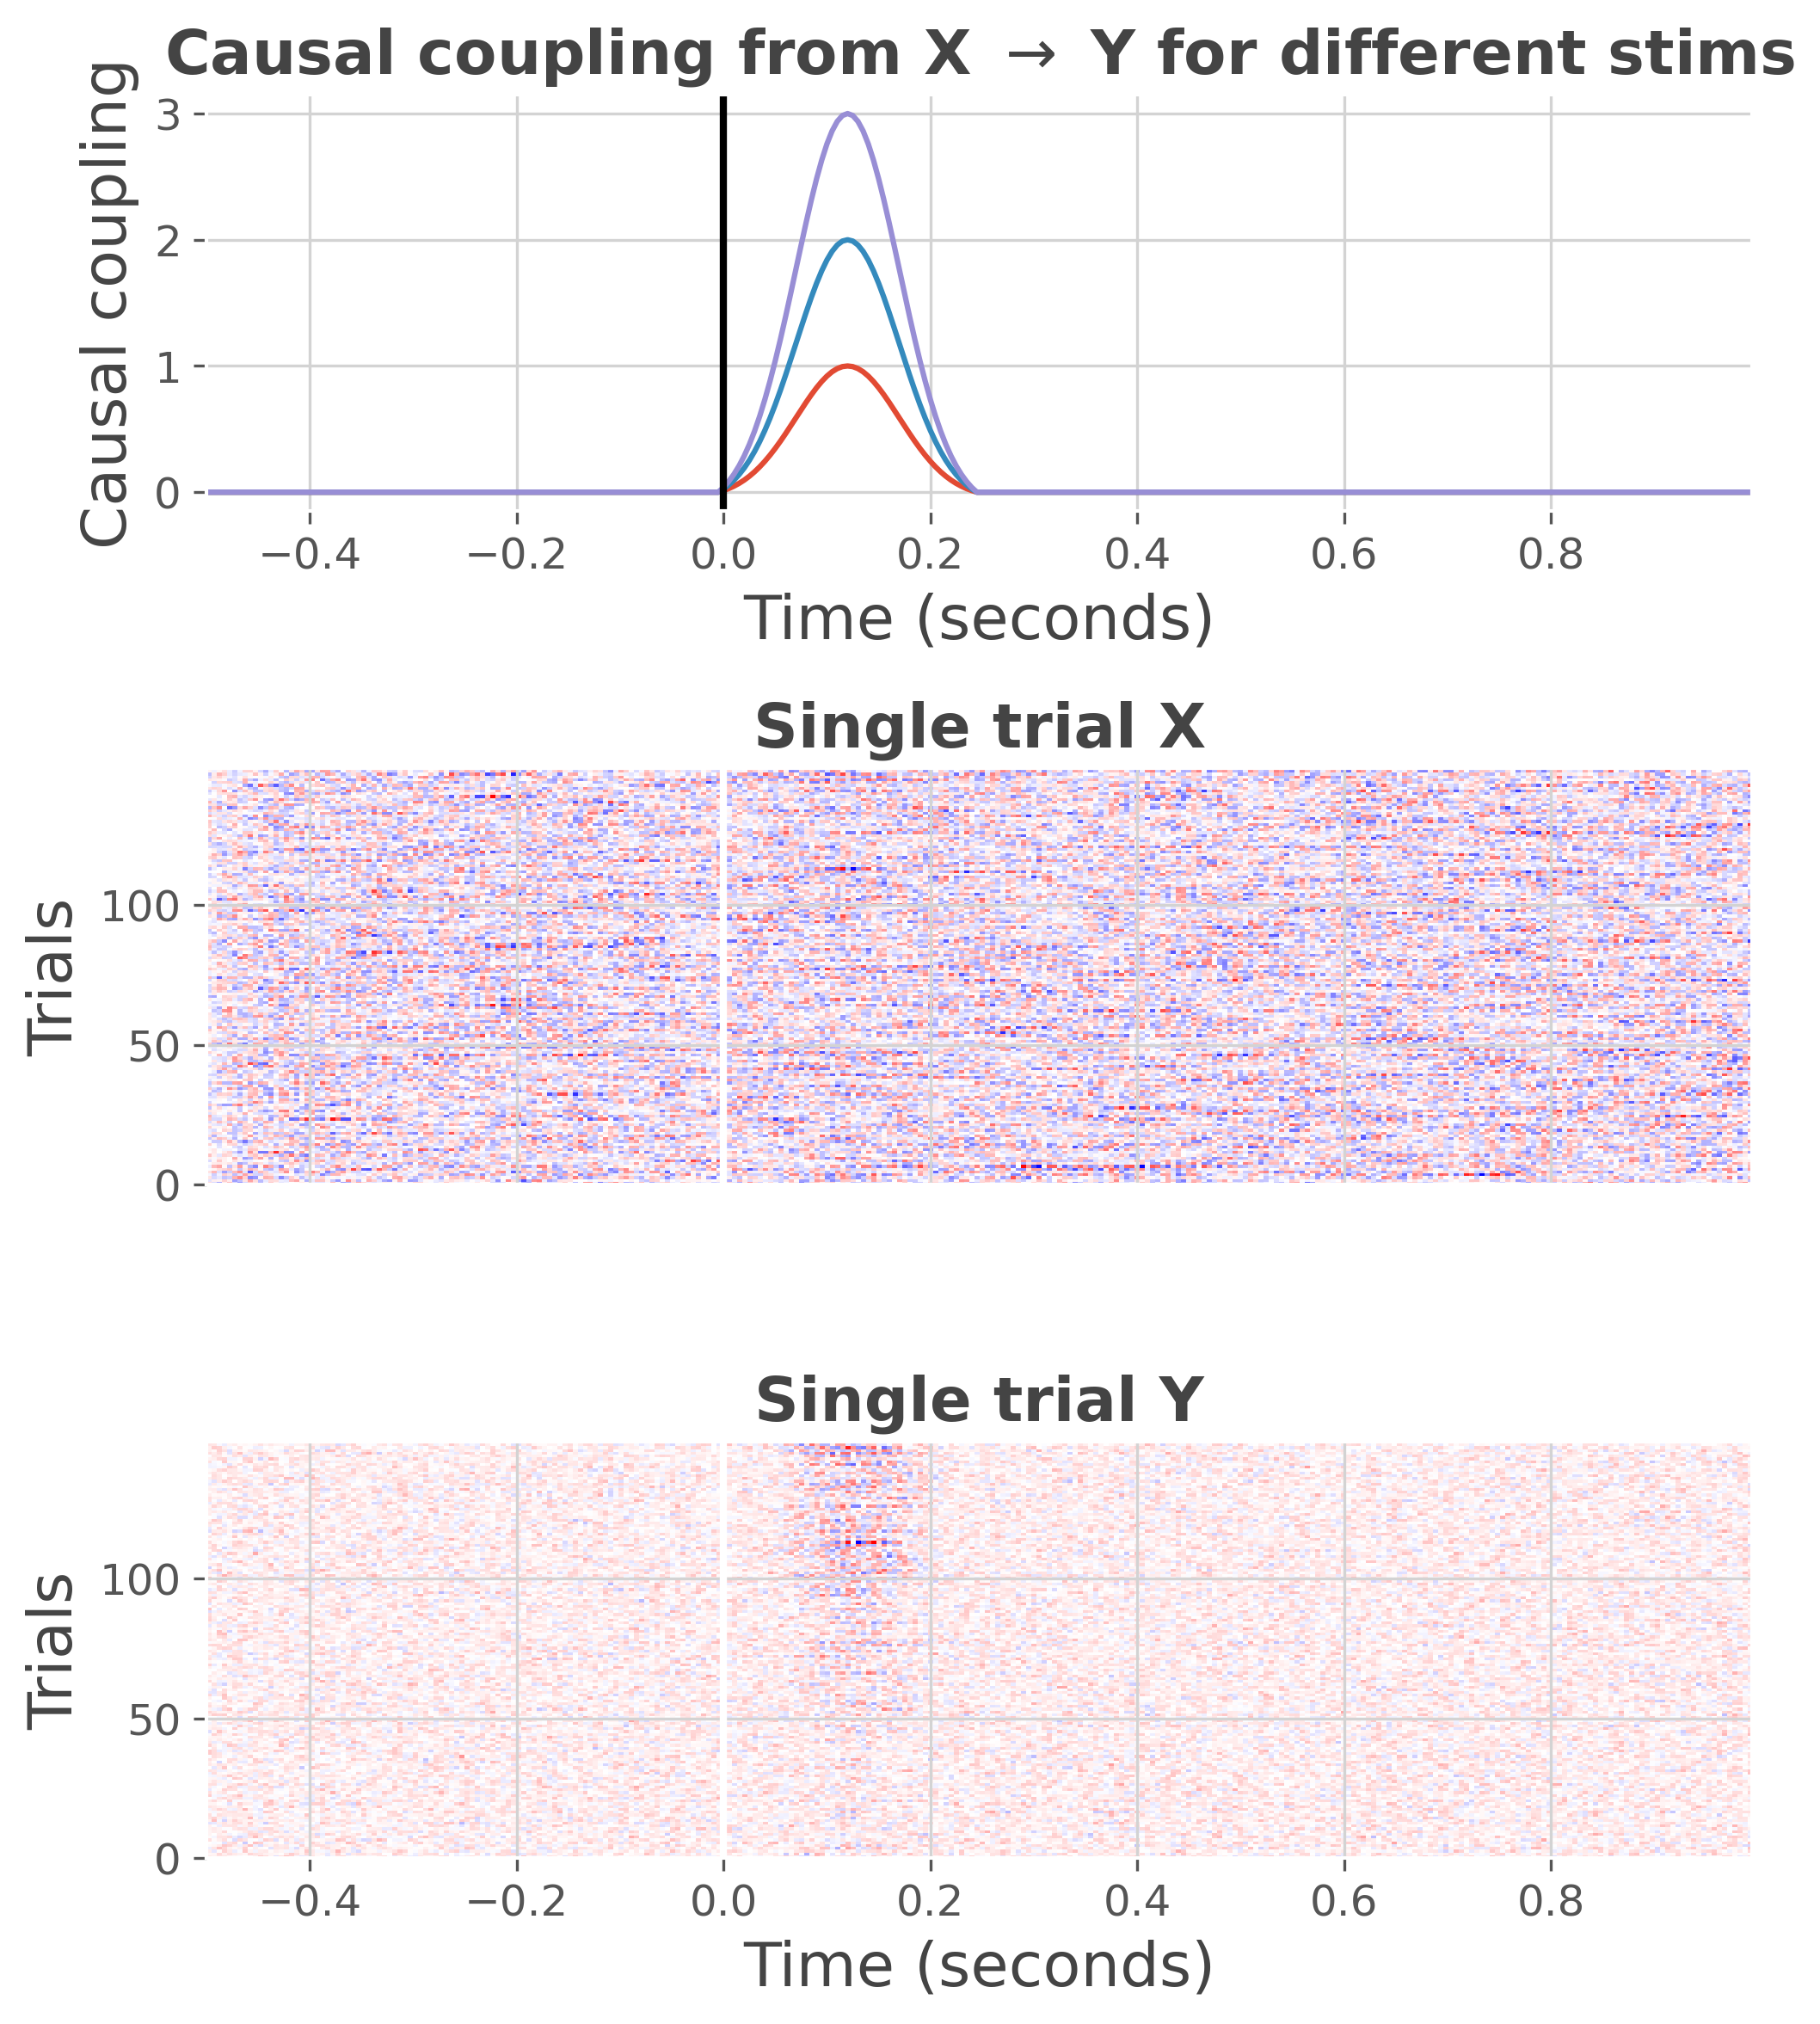 Causal coupling from X → Y for different stims
Causal coupling
3
2
1
0
−0.4 −0.2 0.0 0.2 0.4 0.6 0.8
Time (seconds)
Single trial X
Trials
100
50
0
Single trial Y
Trials
100
50
0
−0.4 −0.2 0.0 0.2 0.4 0.6 0.8
Time (seconds)